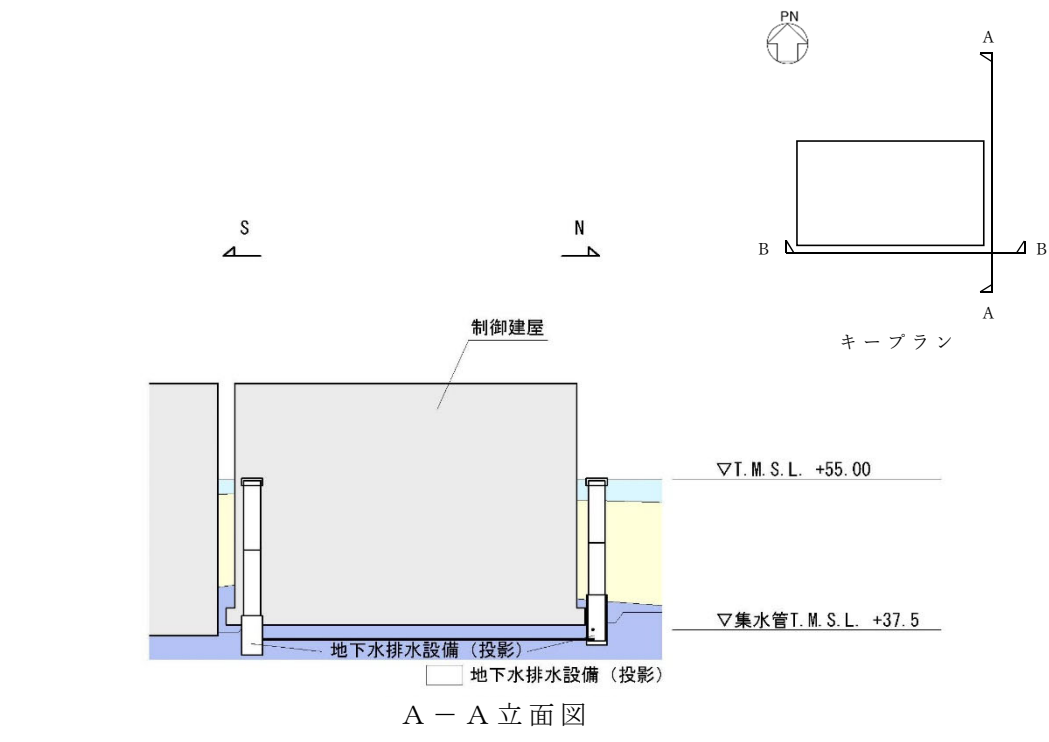 PN
A
B
B
A
キープラン
S
N
制御建屋
▽T.M.S.L. +55.00
▽集水管T.M.S.L. +37.5
地下水排水設備(投影)
地下水排水設備(投影)
A-A立面図